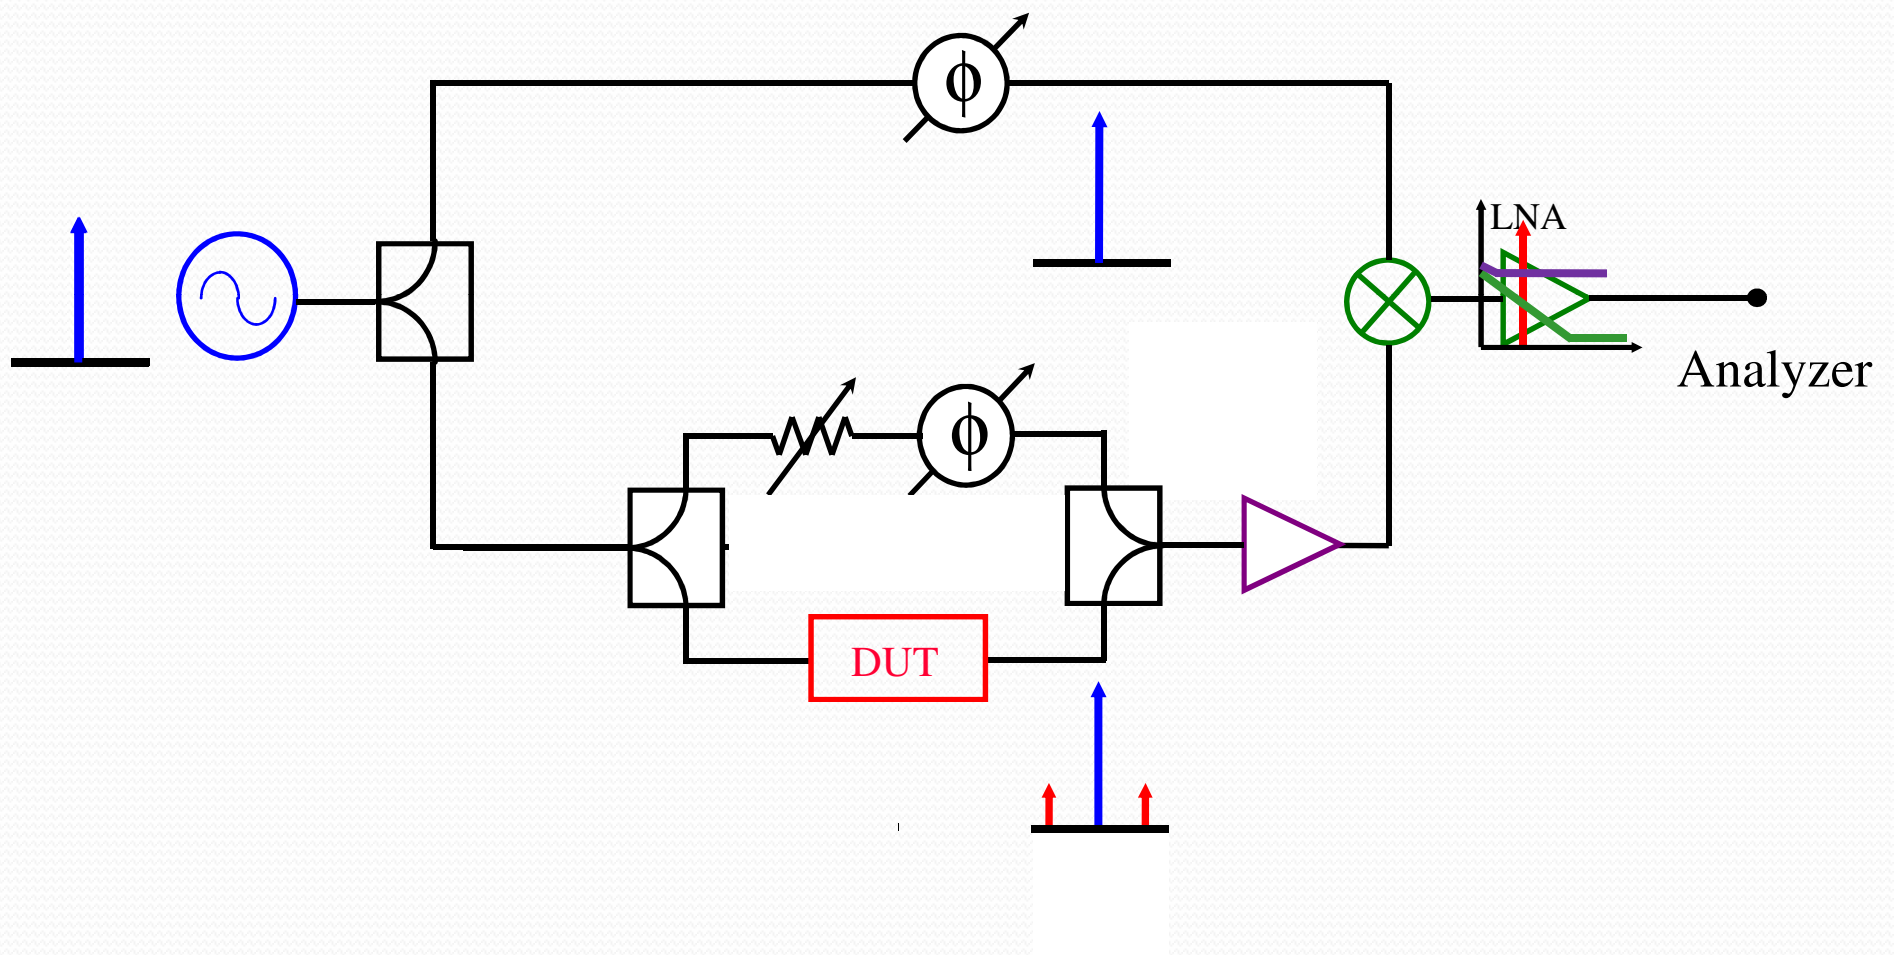 ϕ
LNA
Analyzer
ϕ
DUT